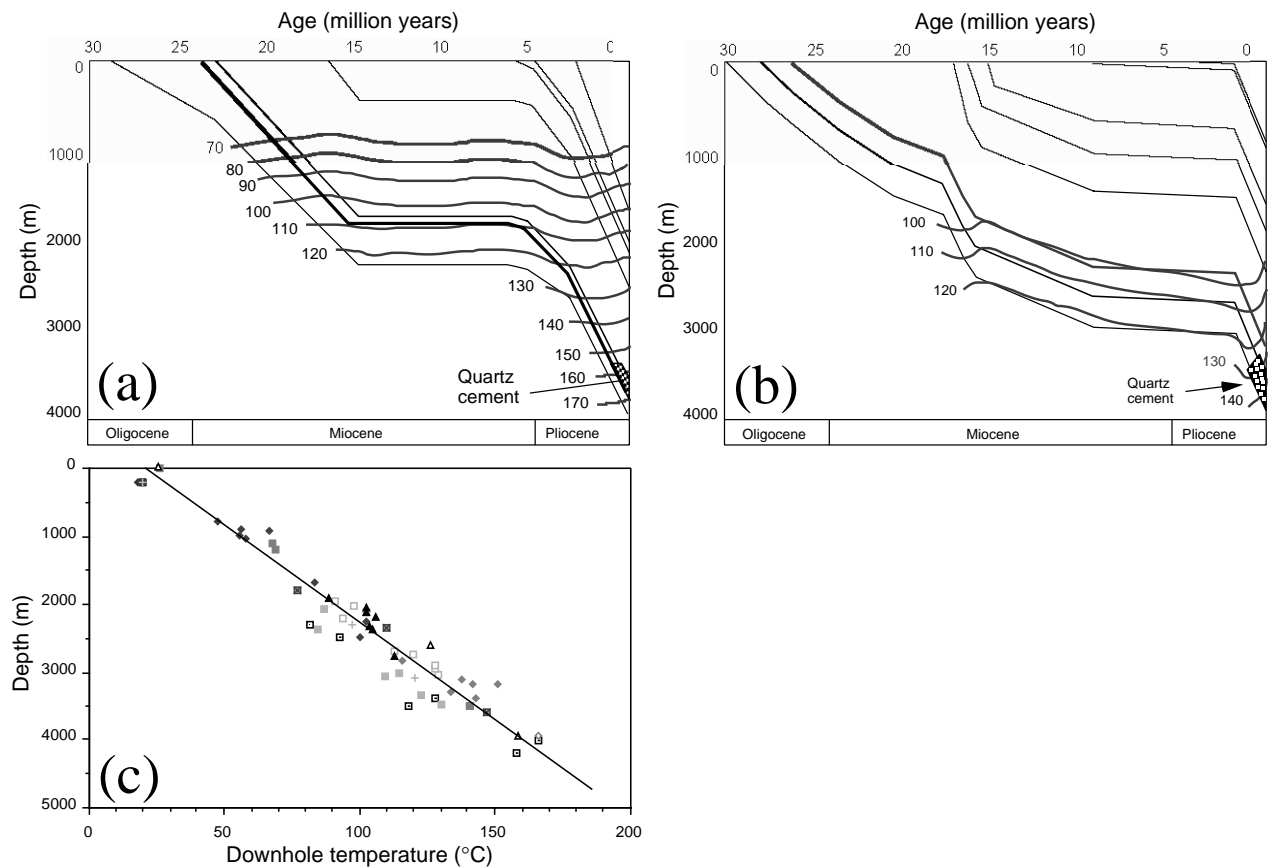 Age (million years)
30 25 20 15 10 5 0
0
1000
2000
3000
4000
Depth (m)
70
80
90
100
110
120
130
140
150
160
170
Quartz
cement
(a)
Oligocene Miocene Pliocene
Age (million years)
30 25 20 15 10 5 0
0
1000
2000
3000
4000
Depth (m)
100
110
120
130
140
Quartz
cement
(b)
Oligocene Miocene Pliocene
0
1000
2000
3000
4000
5000
Depth (m)
(c)
0 50 100 150 200
Downhole temperature (°C)